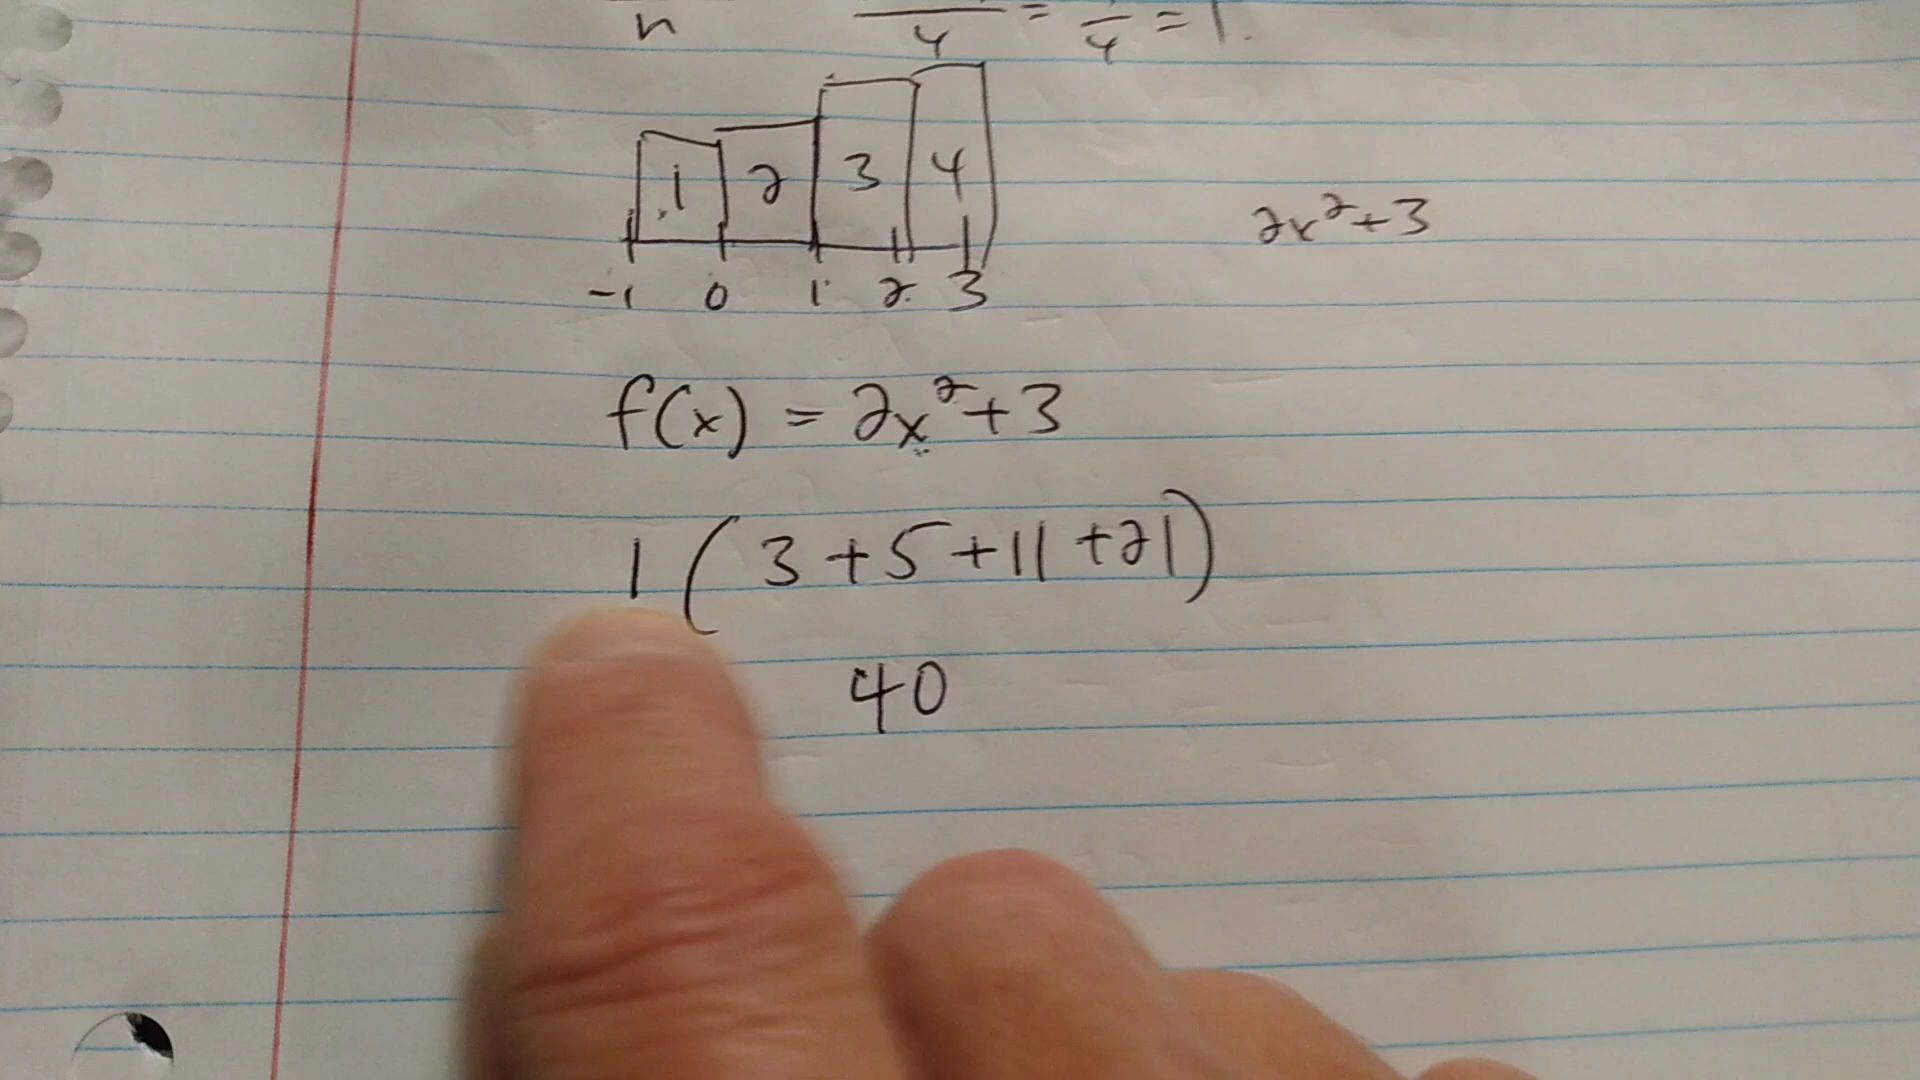 n 4 = 4 = 1.
1 2 3 4
2x²+3
-1 0 1 2 3
f(x) = 2x²+3
1 ( 3 + 5 + 11 + 21 )
40